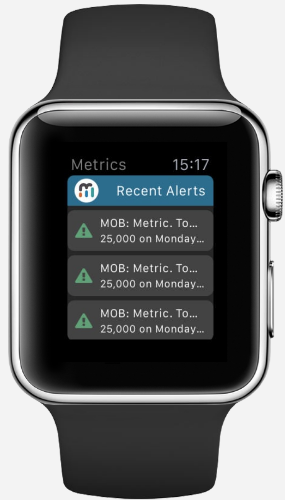 Metrics 15:17
m
Recent Alerts
MOB: Metric. To...
25,000 on Monday...
MOB: Metric. To...
25,000 on Monday...
MOB: Metric. To...
25,000 on Monday...